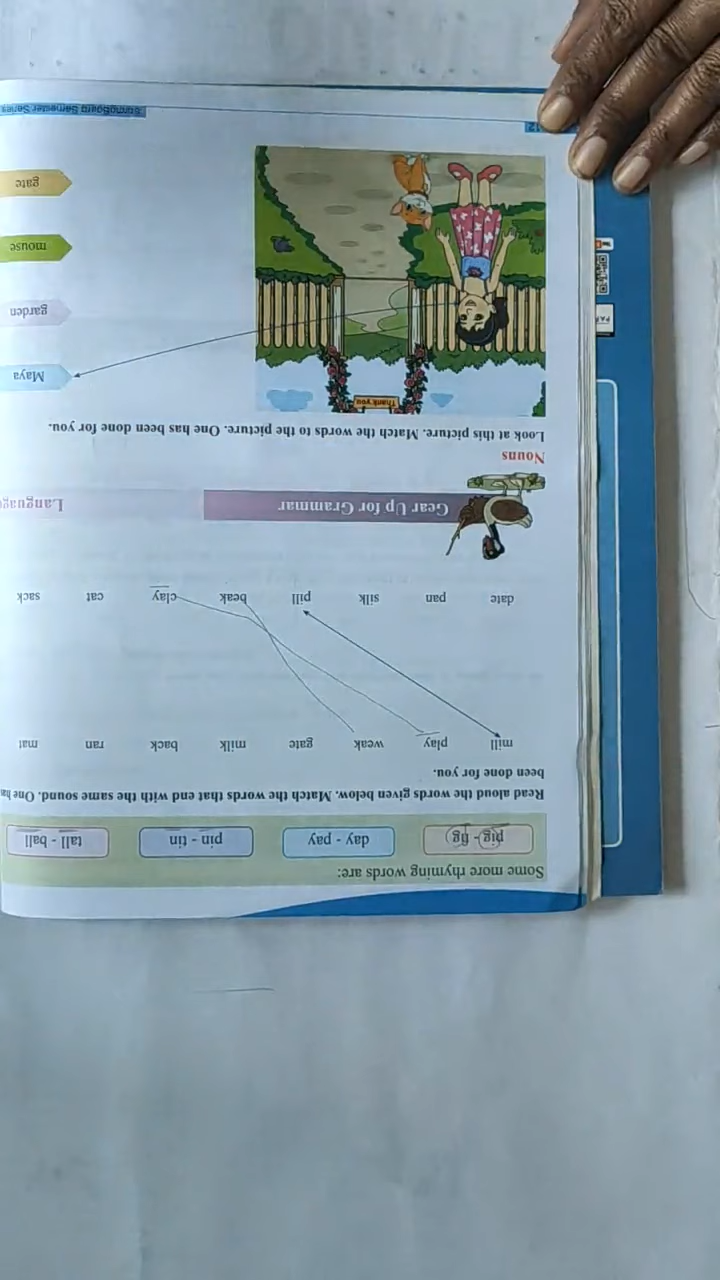 Some more rhyming words are:
pig - fig
day - pay
pin - tin
tall - ball
Read aloud the words given below. Match the words that end with the same sound. One ha
been done for you.
mill play weak gate milk back ran mat
date pan silk pill beak clay cat sack
Gear Up for Grammar
Language
Nouns
Look at this picture. Match the words to the picture. One has been done for you.
Thank you
Maya
garden
mouse
gate
12
Semester Series